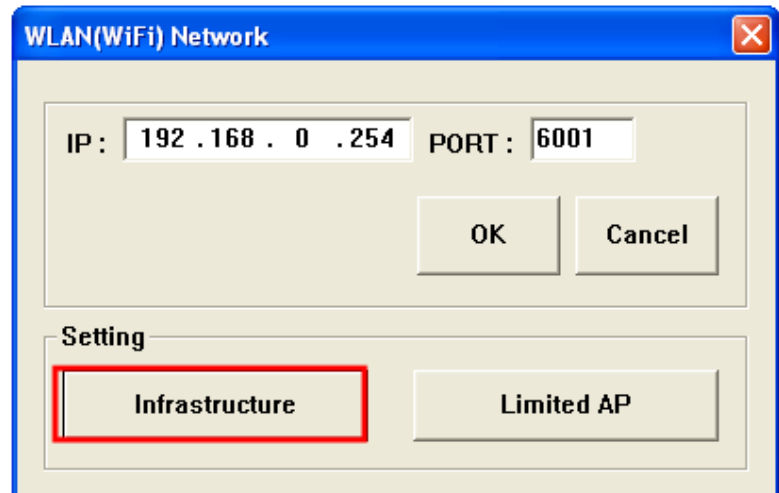 WLAN(WiFi) Network
IP : 192 .168 . 0 .254 PORT : 6001
OK Cancel
Setting
Infrastructure Limited AP